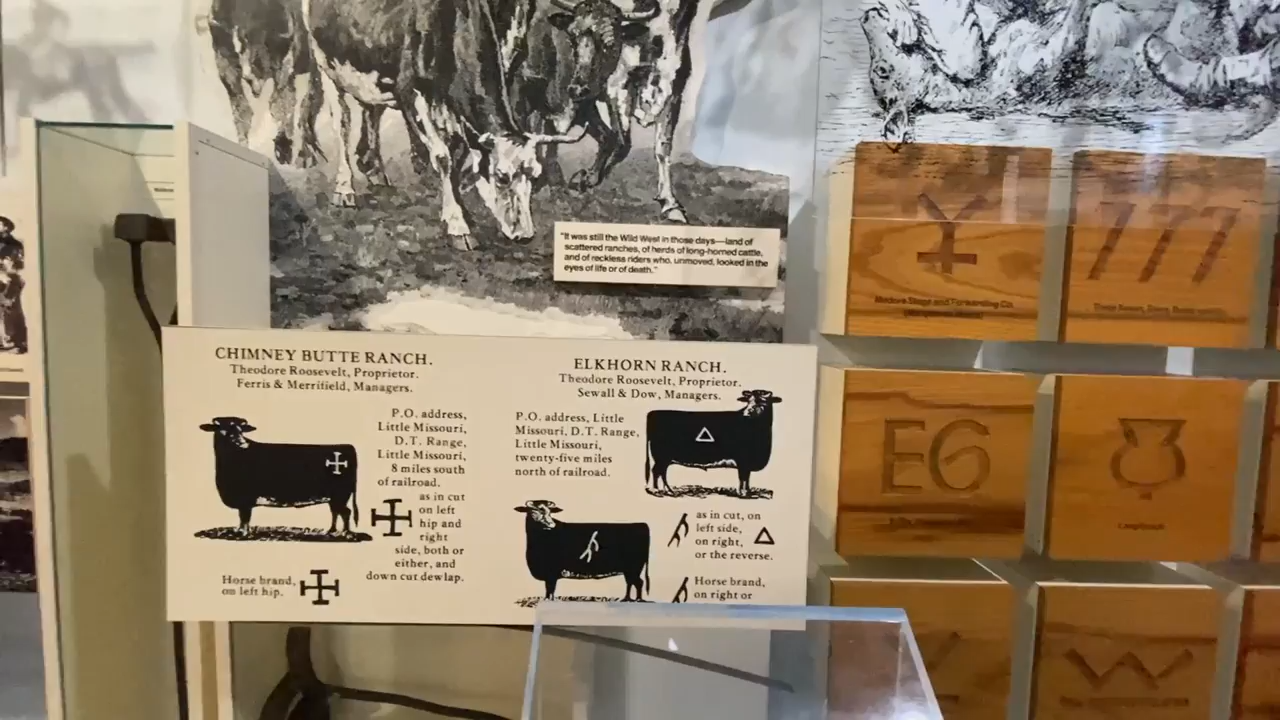 "It was still the Wild West in those days—land of
scattered ranches, of herds of long-horned cattle,
and of reckless riders who, unmoved, looked in the
eyes of life or of death."
CHIMNEY BUTTE RANCH.
Theodore Roosevelt, Proprietor.
Ferris & Merrifield, Managers.
P.O. address,
Little Missouri,
D.T. Range,
Little Missouri,
8 miles south
of railroad.
as in cut
on left
hip and
right
side, both or
either, and
down cut dewlap.
Horse brand,
on left hip.
ELKHORN RANCH.
Theodore Roosevelt, Proprietor.
Sewall & Dow, Managers.
P.O. address, Little
Missouri, D.T. Range,
Little Missouri,
twenty-five miles
north of railroad.
as in cut, on
left side,
on right,
or the reverse.
Horse brand,
on right or
Medora Stage and Forwarding Co.
777
E6
W